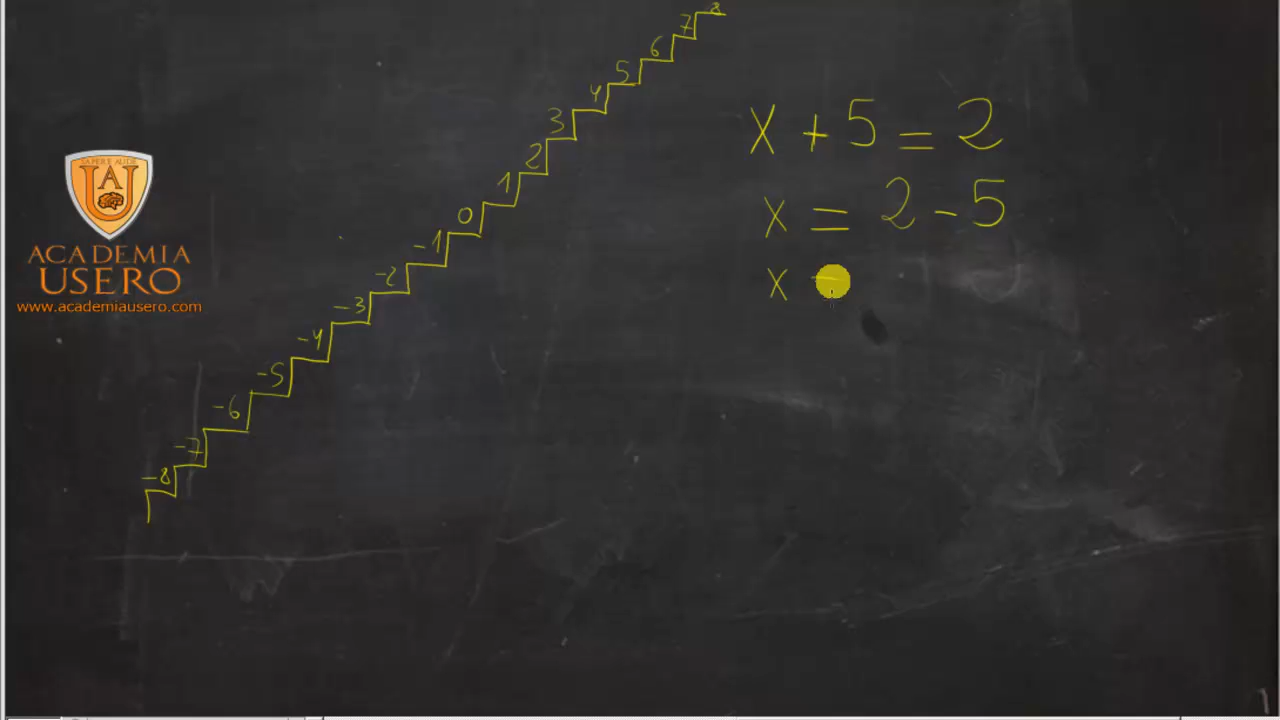 8
7
6
5
4
3
2
1
0
-1
-2
-3
-4
-5
-6
-7
-8
x + 5 = 2
x = 2 - 5
x =
SAPERE AUDE
UA
ACADEMIA
USERO
www.academiausero.com